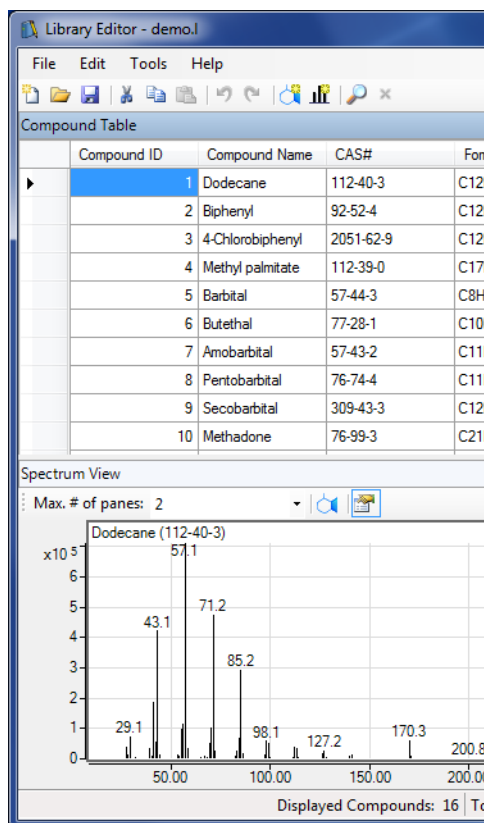 Library Editor - demo.l
File Edit Tools Help
Compound Table
Compound ID Compound Name CAS# For
1 Dodecane 112-40-3 C12
2 Biphenyl 92-52-4 C12
3 4-Chlorobiphenyl 2051-62-9 C12
4 Methyl palmitate 112-39-0 C17
5 Barbital 57-44-3 C8H
6 Butethal 77-28-1 C10
7 Amobarbital 57-43-2 C11
8 Pentobarbital 76-74-4 C11
9 Secobarbital 309-43-3 C12
10 Methadone 76-99-3 C21
Spectrum View
Max. # of panes: 2
Dodecane (112-40-3)
x10 5
57.1
6
5
71.2
4
43.1
3
85.2
2
1
29.1
98.1
127.2
170.3
200.8
0
50.00 100.00 150.00 200.00
Displayed Compounds: 16 To